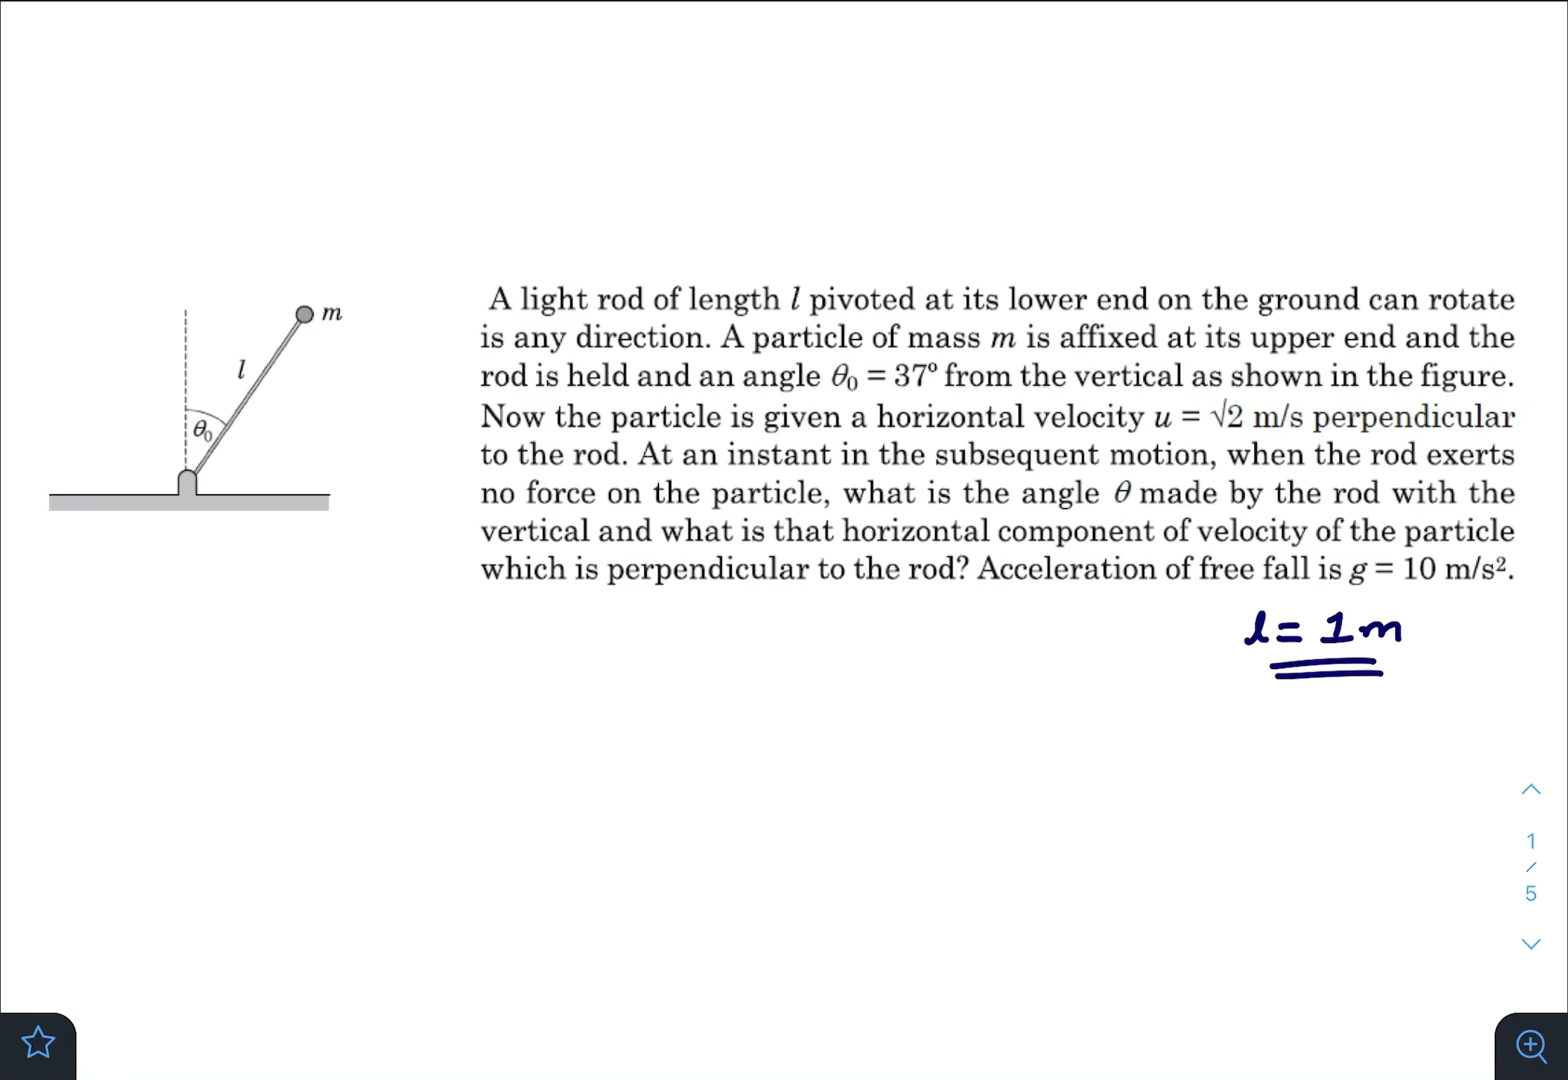 m
l
θ₀
A light rod of length l pivoted at its lower end on the ground can rotate
is any direction. A particle of mass m is affixed at its upper end and the
rod is held and an angle θ₀ = 37° from the vertical as shown in the figure.
Now the particle is given a horizontal velocity u = √2 m/s perpendicular
to the rod. At an instant in the subsequent motion, when the rod exerts
no force on the particle, what is the angle θ made by the rod with the
vertical and what is that horizontal component of velocity of the particle
which is perpendicular to the rod? Acceleration of free fall is g = 10 m/s².
l = 1m
1
/
5